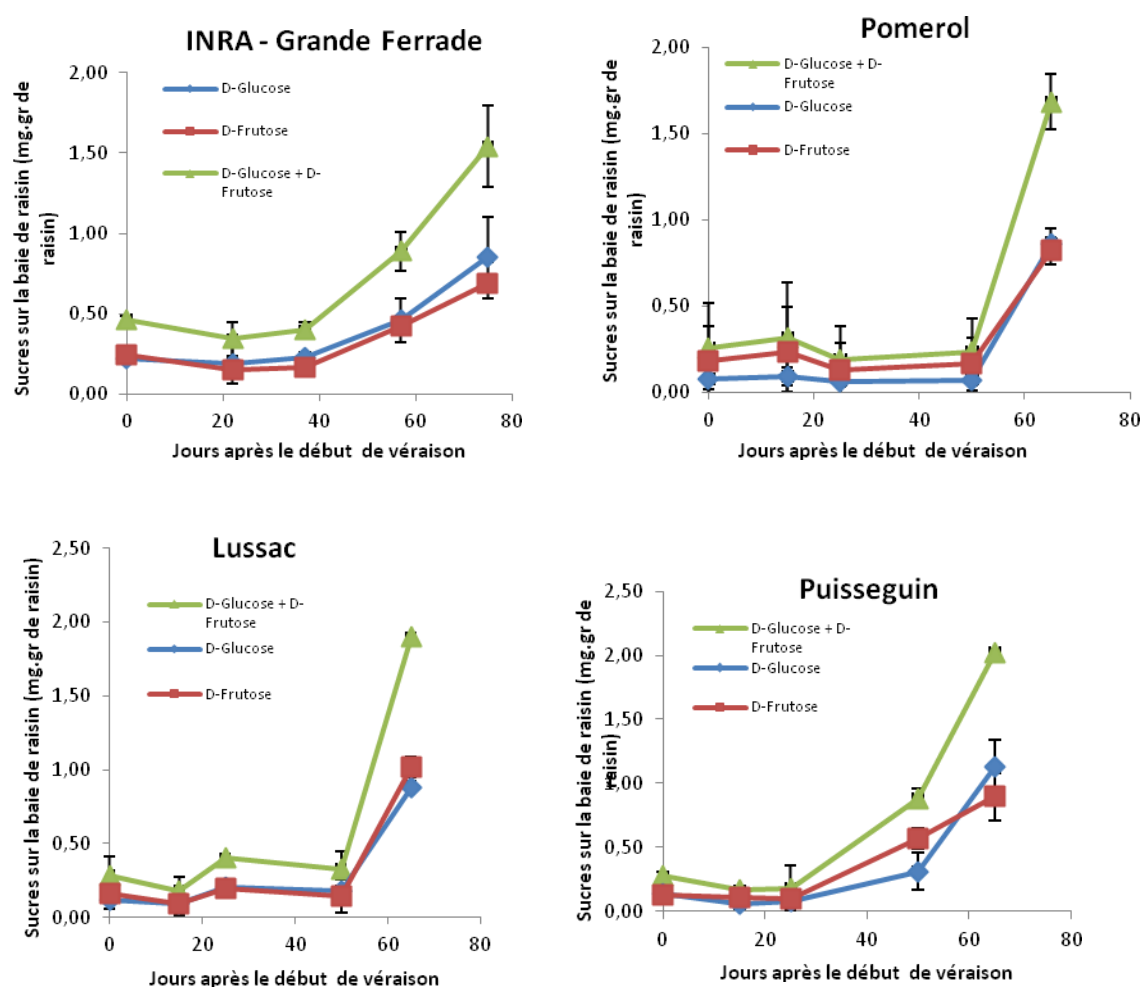 INRA - Grande Ferrade
Sucres sur la baie de raisin (mg.gr de
raisin)
2,00
1,50
1,00
0,50
0,00
D-Glucose
D-Frutose
D-Glucose + D-
Frutose
0
20
40
60
80
Jours après le début de véraison
Pomerol
Sucres sur la baie de raisin (mg.gr de
raisin)
2,00
1,50
1,00
0,50
0,00
D-Glucose + D-
Frutose
D-Glucose
D-Frutose
0
20
40
60
80
Jours après le début de véraison
Lussac
Sucres sur la baie de raisin (mg.gr de raisin)
2,50
2,00
1,50
1,00
0,50
0,00
D-Glucose + D-
Frutose
D-Glucose
D-Frutose
0
20
40
60
80
Jours après le début de véraison
Puisseguin
Sucres sur la baie de raisin (mg.gr de
raisin)
2,50
2,00
1,50
1,00
0,50
0,00
D-Glucose + D-
Frutose
D-Glucose
D-Frutose
0
20
40
60
80
Jours après le début de véraison